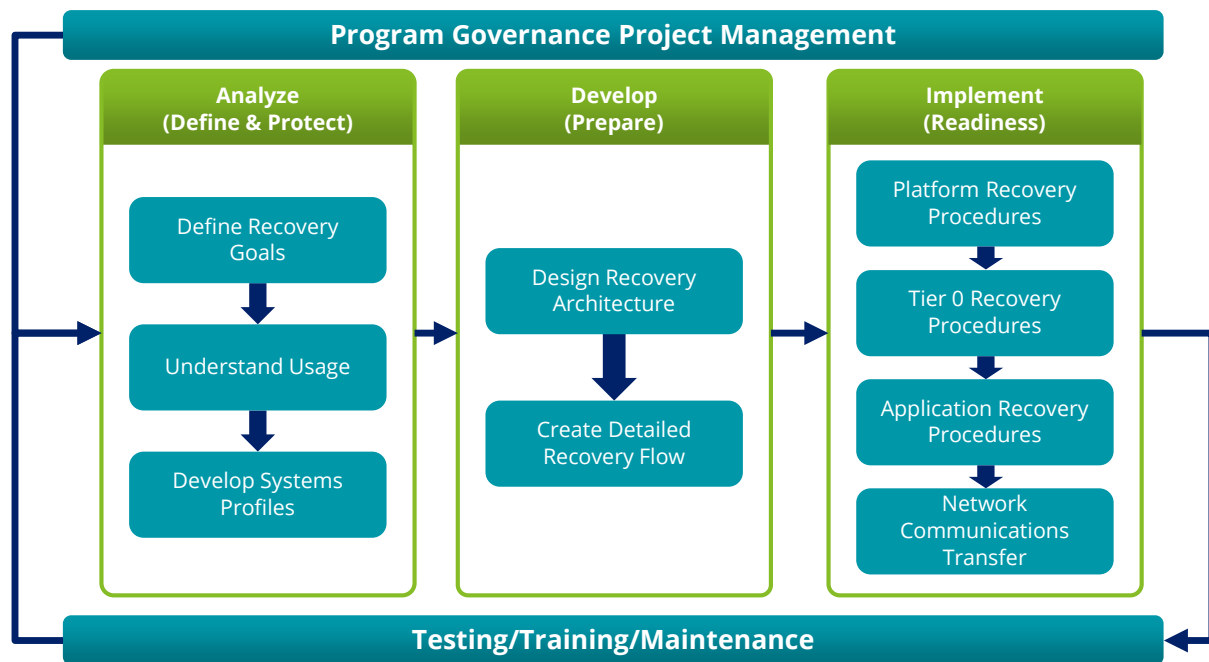 Program Governance Project Management
Analyze
(Define & Protect)
Define Recovery
Goals
Understand Usage
Develop Systems
Profiles
Develop
(Prepare)
Design Recovery
Architecture
Create Detailed
Recovery Flow
Implement
(Readiness)
Platform Recovery
Procedures
Tier 0 Recovery
Procedures
Application Recovery
Procedures
Network
Communications
Transfer
Testing/Training/Maintenance